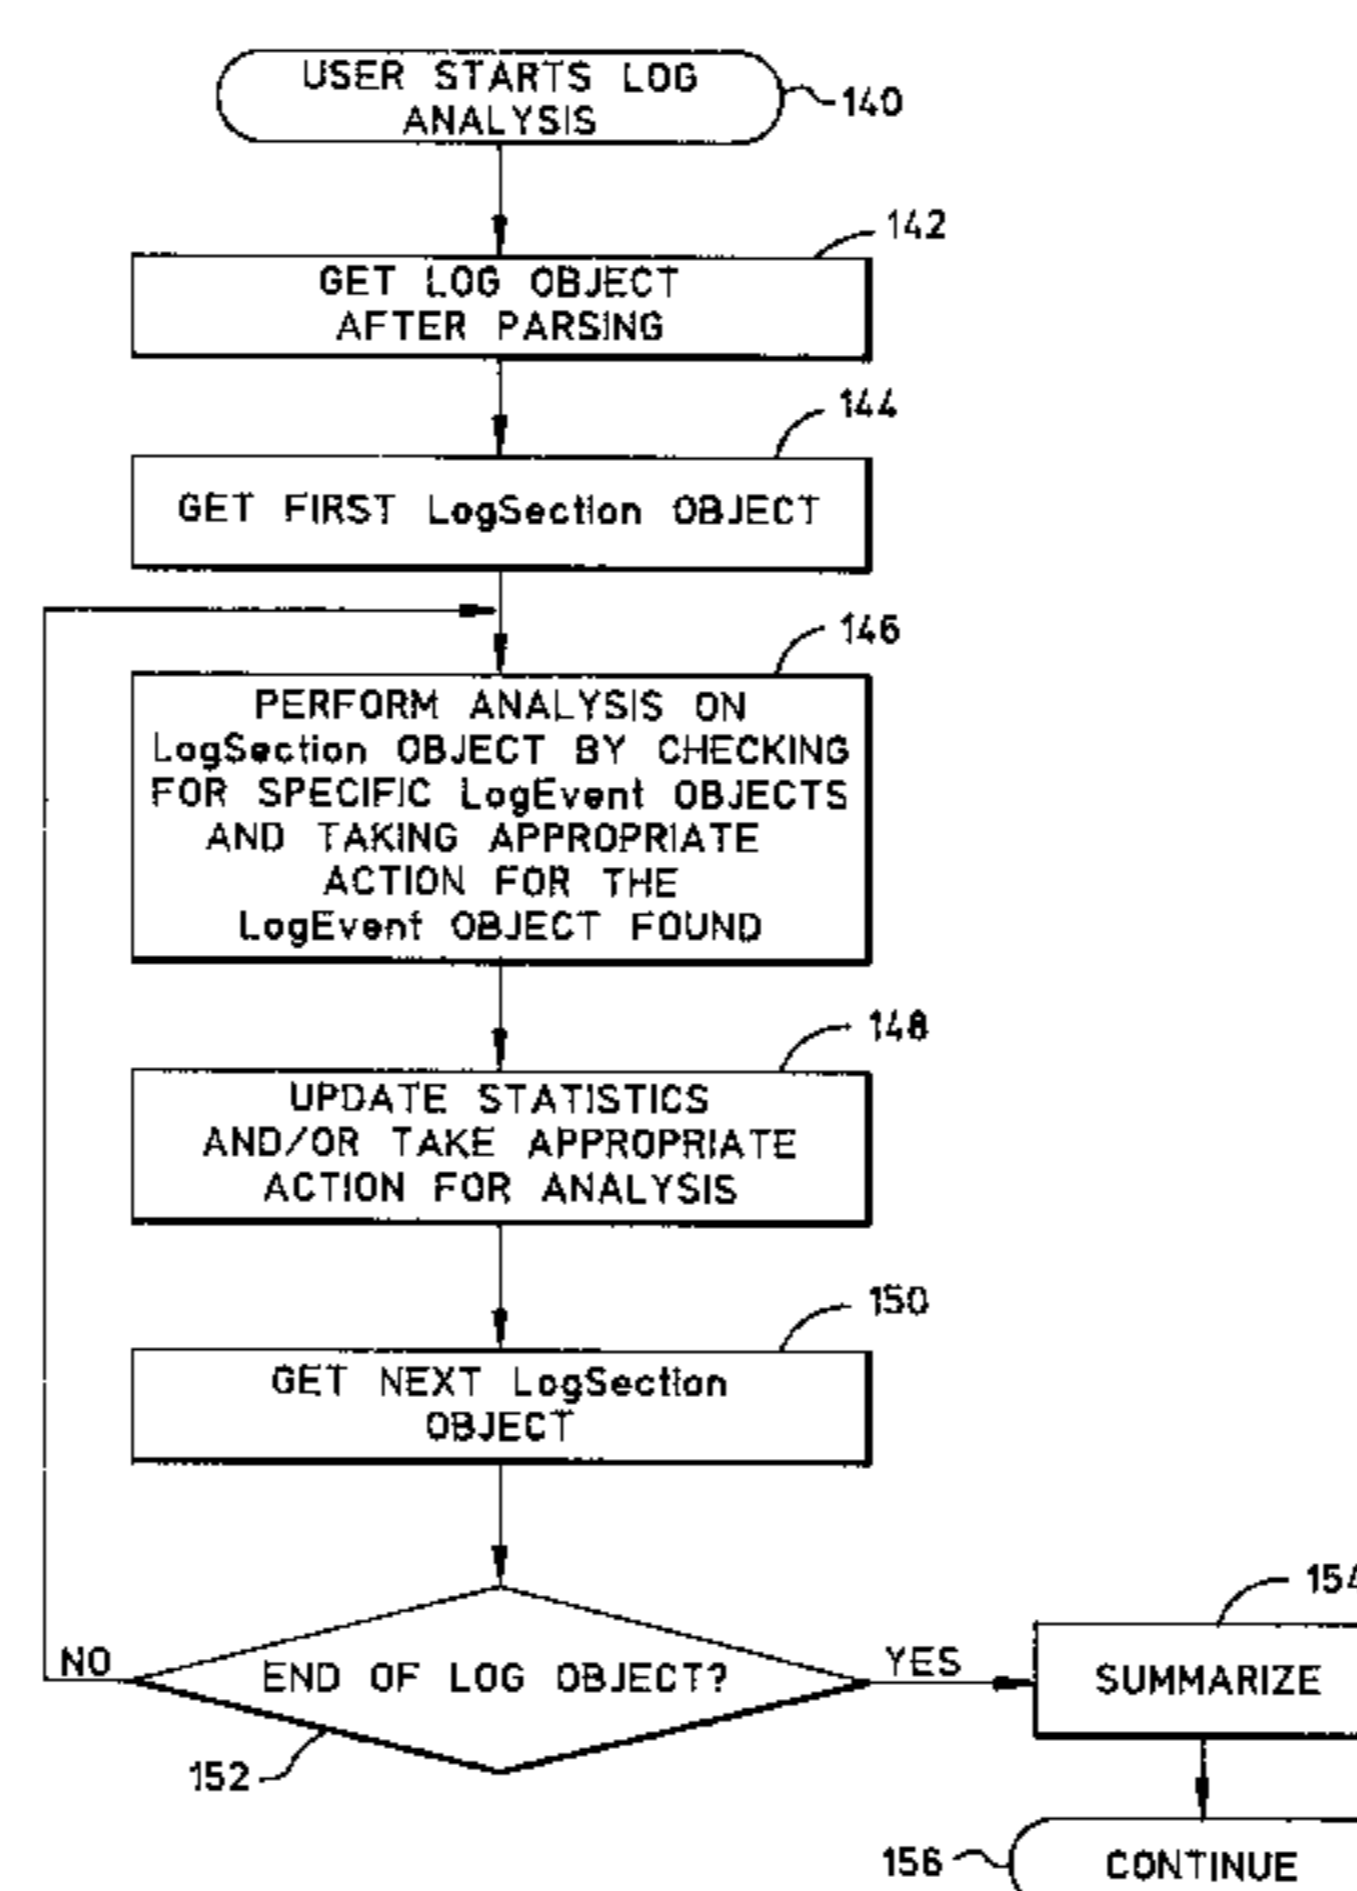 USER STARTS LOG
ANALYSIS
140
142
GET LOG OBJECT
AFTER PARSING
144
GET FIRST LogSection OBJECT
146
PERFORM ANALYSIS ON
LogSection OBJECT BY CHECKING
FOR SPECIFIC LogEvent OBJECTS
AND TAKING APPROPRIATE
ACTION FOR THE
LogEvent OBJECT FOUND
148
UPDATE STATISTICS
AND/OR TAKE APPROPRIATE
ACTION FOR ANALYSIS
150
GET NEXT LogSection
OBJECT
154
NO
END OF LOG OBJECT?
YES
SUMMARIZE
152
156
CONTINUE